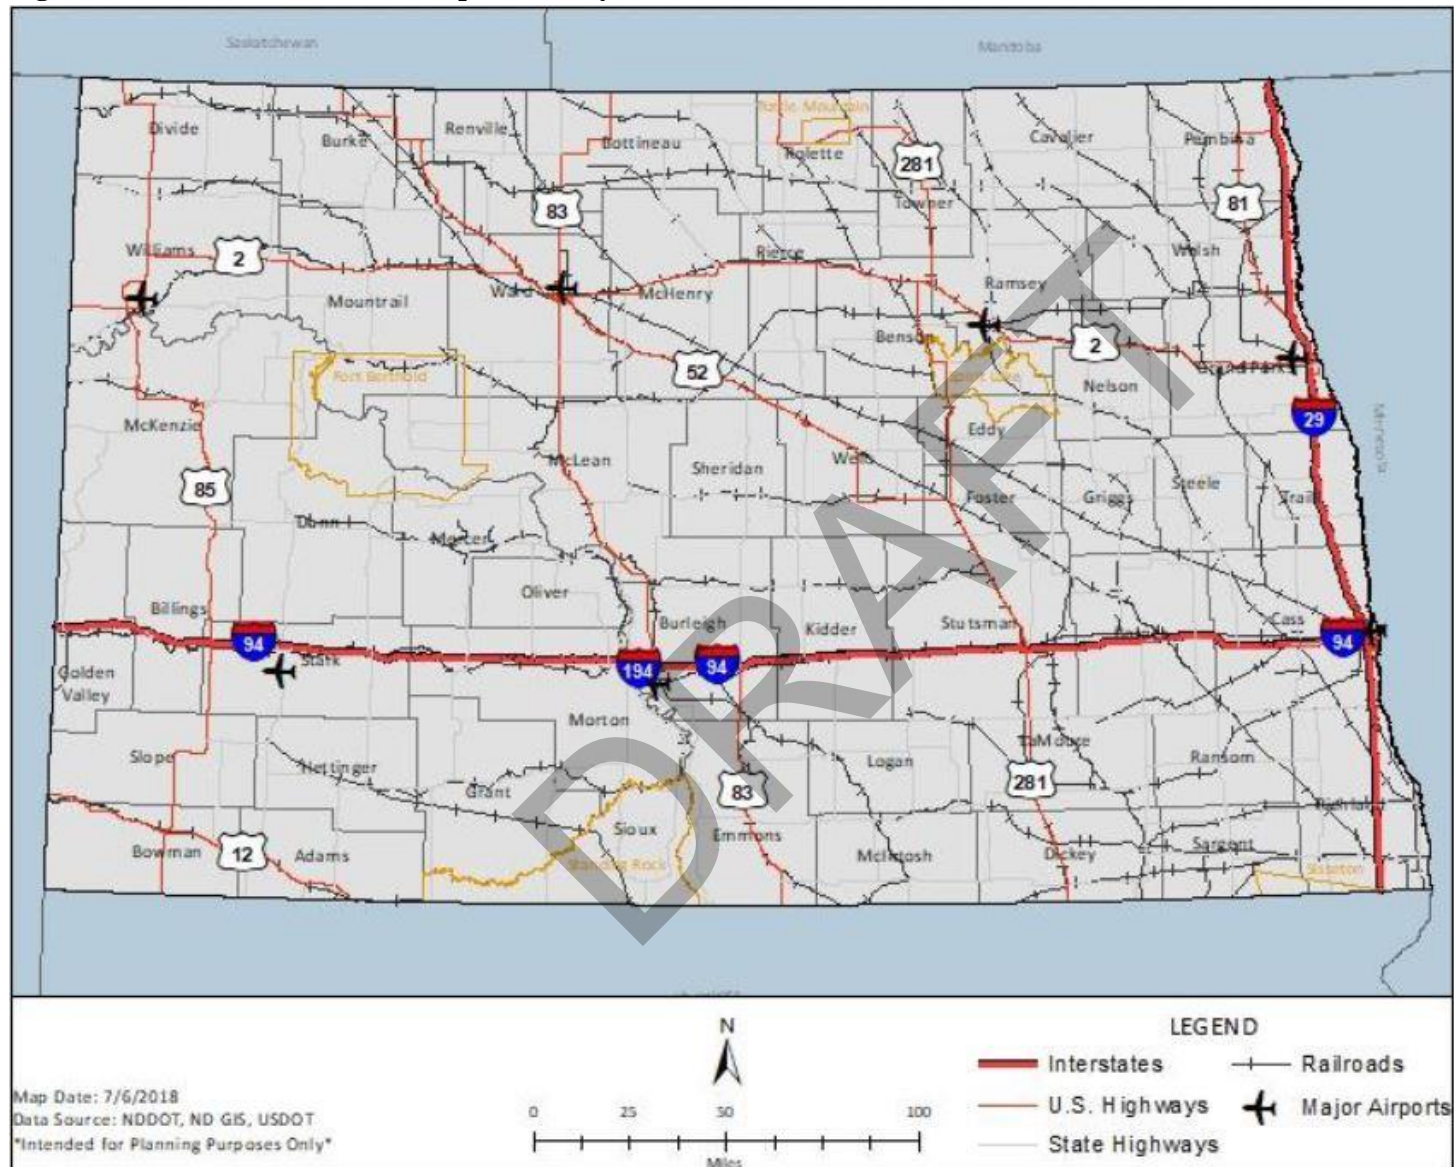 Saskatchewan
Manitoba
Turtle Mountain
Divide
Burke
Renville
Bottineau
Rolette
281
Cavalier
Pembina
83
Towner
81
Williams
2
Pierce
Walsh
Mountrail
Ward
McHenry
Ramsey
Benson
2
Grand Forks
Fort Berthold
52
Spirit Lake
Nelson
McKenzie
Eddy
29
Minnesota
85
McLean
Sheridan
Wells
Foster
Griggs
Steele
Traill
Dunn
Mercer
Oliver
Billings
Burleigh
Kidder
Stutsman
Cass
94
94
194
94
Stark
Golden
Valley
Morton
Slope
Hettinger
Grant
Logan
LaMoure
Ransom
83
281
Richland
Sioux
Emmons
Bowman
12
Adams
Standing Rock
McIntosh
Dickey
Sargent
Sisseton
DRAFT
N
LEGEND
Interstates
Railroads
U.S. Highways
Major Airports
State Highways
Map Date: 7/6/2018
Data Source: NDDOT, ND GIS, USDOT
*Intended for Planning Purposes Only*
0 25 50 100
Miles